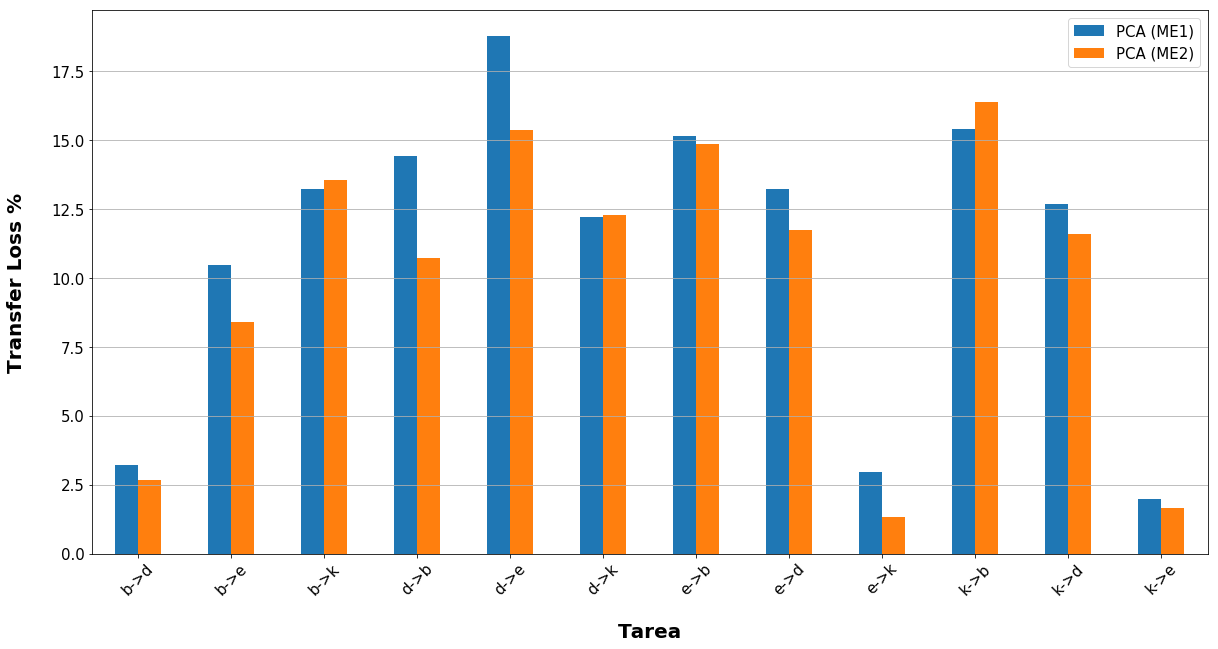 PCA (ME1)
PCA (ME2)
Transfer Loss %
17.5
15.0
12.5
10.0
7.5
5.0
2.5
0.0
b->d
b->e
b->k
d->b
d->e
d->k
e->b
e->d
e->k
k->b
k->d
k->e
Tarea